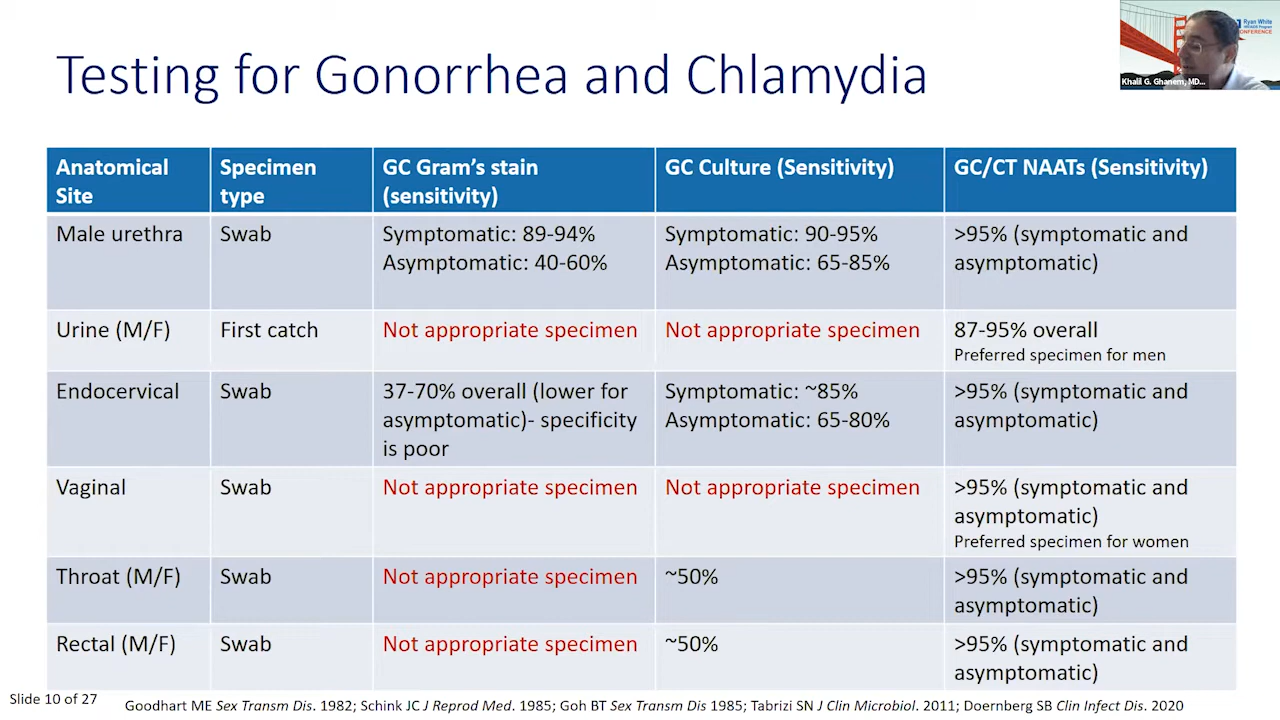 Testing for Gonorrhea and Chlamydia
Ryan White
CONFERENCE
Khalil G. Ghanem, MD...
Anatomical Site
Specimen type
GC Gram's stain (sensitivity)
GC Culture (Sensitivity)
GC/CT NAATs (Sensitivity)
Male urethra
Swab
Symptomatic: 89-94%
Asymptomatic: 40-60%
Symptomatic: 90-95%
Asymptomatic: 65-85%
>95% (symptomatic and
asymptomatic)
Urine (M/F)
First catch
Not appropriate specimen
Not appropriate specimen
87-95% overall
Preferred specimen for men
Endocervical
Swab
37-70% overall (lower for
asymptomatic)- specificity
is poor
Symptomatic: ~85%
Asymptomatic: 65-80%
>95% (symptomatic and
asymptomatic)
Vaginal
Swab
Not appropriate specimen
Not appropriate specimen
>95% (symptomatic and
asymptomatic)
Preferred specimen for women
Throat (M/F)
Swab
Not appropriate specimen
~50%
>95% (symptomatic and
asymptomatic)
Rectal (M/F)
Swab
Not appropriate specimen
~50%
>95% (symptomatic and
asymptomatic)
Slide 10 of 27
Goodhart ME Sex Transm Dis. 1982; Schink JC J Reprod Med. 1985; Goh BT Sex Transm Dis 1985; Tabrizi SN J Clin Microbiol. 2011; Doernberg SB Clin Infect Dis. 2020